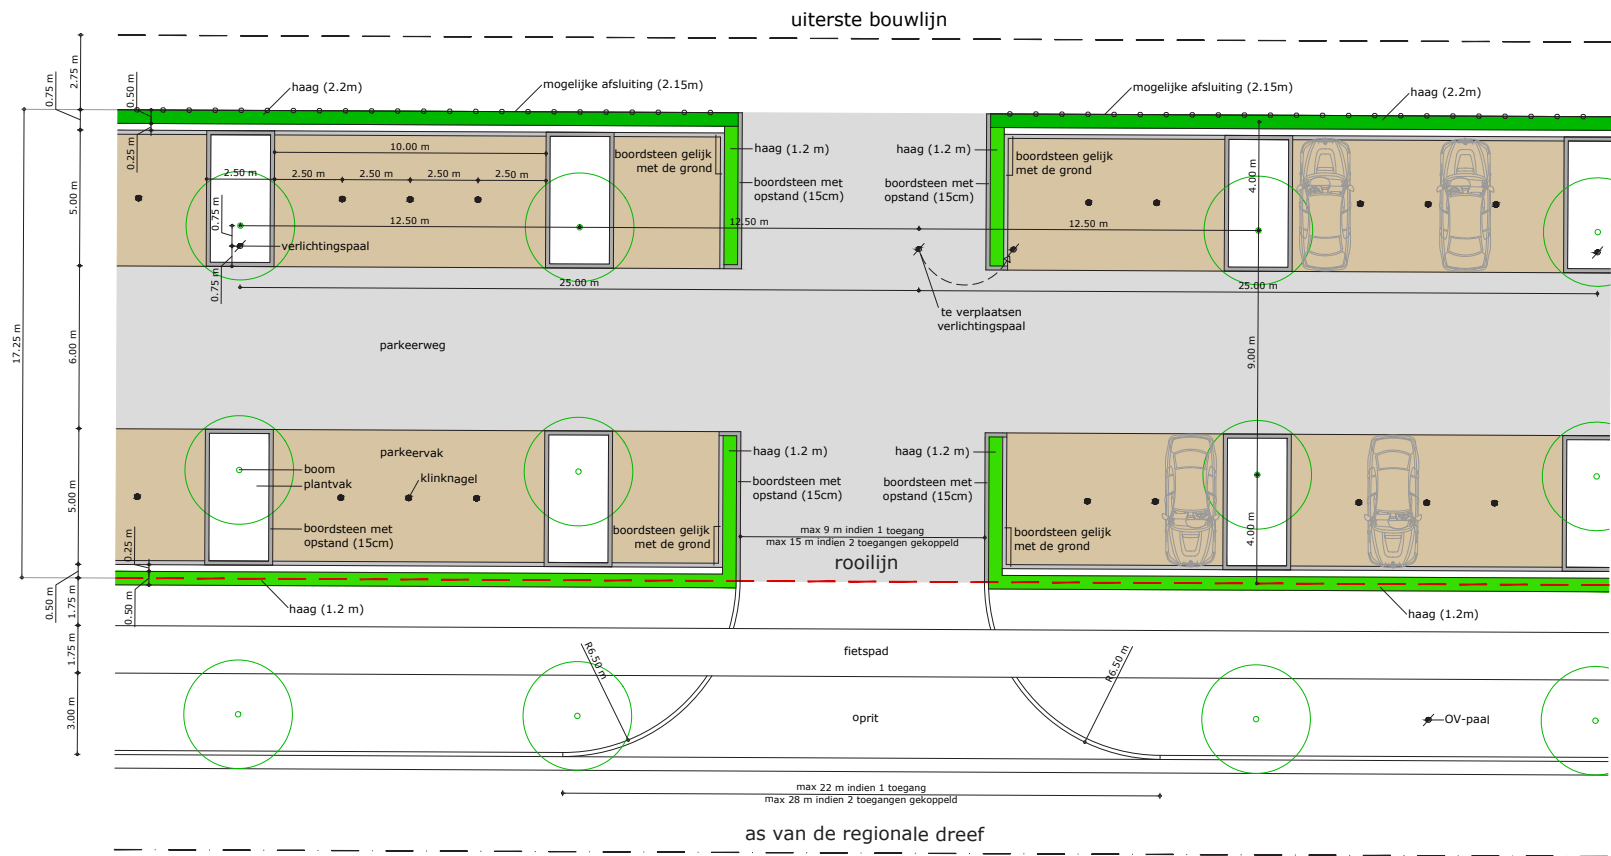 uiterste bouwlijn
2.75 m
0.75 m
0.50 m
haag (2.2m)
mogelijke afsluiting (2.15m)
mogelijke afsluiting (2.15m)
haag (2.2m)
0.25 m
10.00 m
boordsteen gelijk
met de grond
haag (1.2 m)
haag (1.2 m)
boordsteen gelijk
met de grond
2.50 m
2.50 m
2.50 m
2.50 m
2.50 m
boordsteen met
opstand (15cm)
boordsteen met
opstand (15cm)
4.00 m
5.00 m
0.75 m
12.50 m
12.50 m
12.50 m
verlichtingspaal
0.75 m
25.00 m
25.00 m
te verplaatsen
verlichtingspaal
17.25 m
6.00 m
parkeerweg
9.00 m
parkeervak
haag (1.2 m)
haag (1.2 m)
boom
plantvak
klinknagel
boordsteen met
opstand (15cm)
boordsteen met
opstand (15cm)
5.00 m
boordsteen met
opstand (15cm)
boordsteen gelijk
met de grond
max 9 m indien 1 toegang
max 15 m indien 2 toegangen gekoppeld
boordsteen gelijk
met de grond
4.00 m
0.25 m
rooilijn
0.50 m
1.75 m
0.50 m
haag (1.2 m)
haag (1.2m)
1.75 m
fietspad
R6.50 m
R6.50 m
3.00 m
oprit
OV-paal
max 22 m indien 1 toegang
max 28 m indien 2 toegangen gekoppeld
as van de regionale dreef